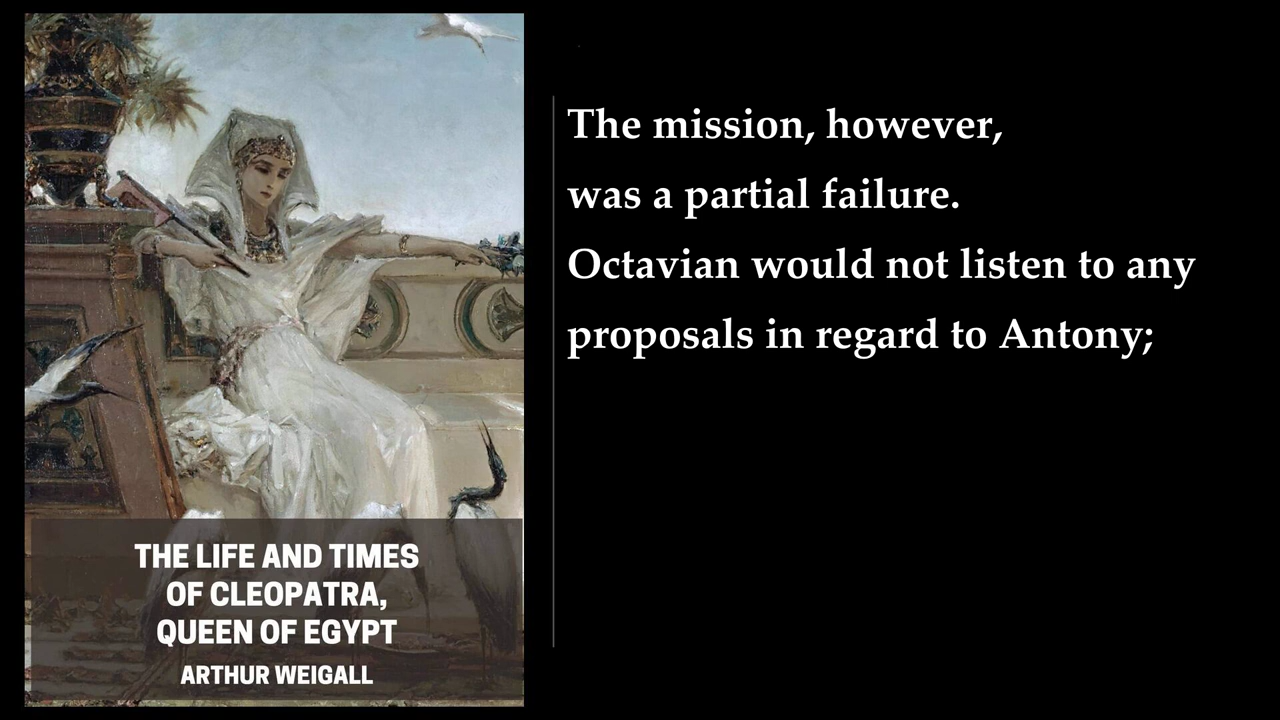 The mission, however,
was a partial failure.
Octavian would not listen to any
proposals in regard to Antony;
THE LIFE AND TIMES
OF CLEOPATRA,
QUEEN OF EGYPT
ARTHUR WEIGALL